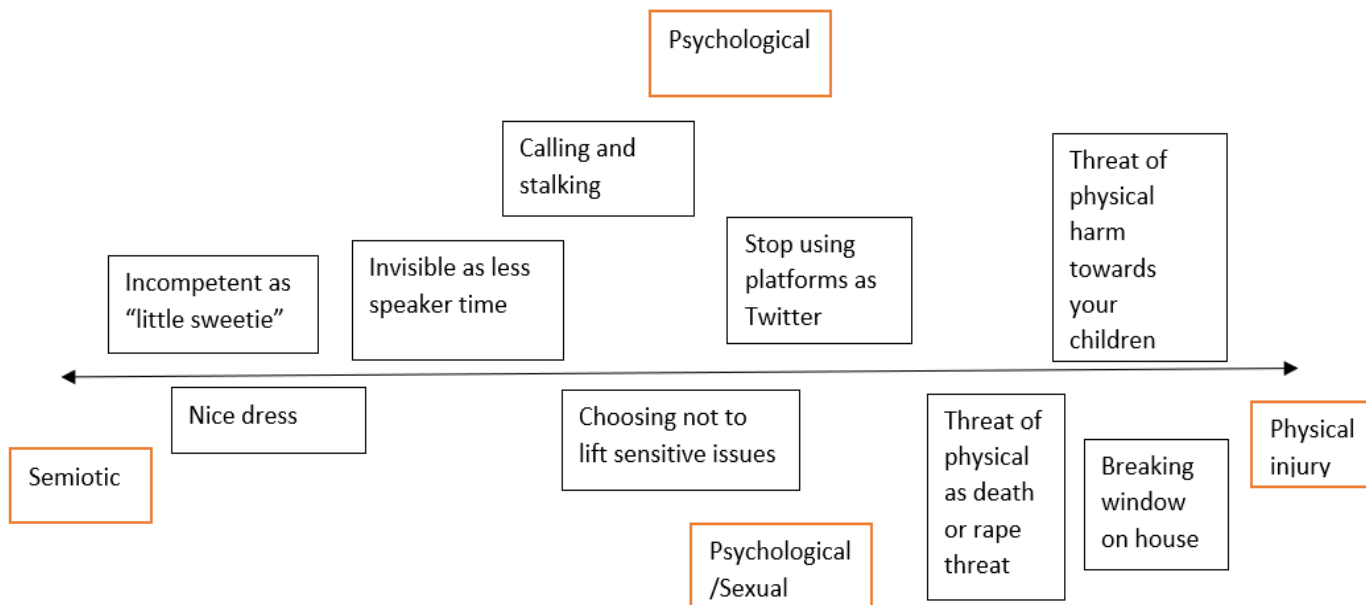 Psychological
Calling and
stalking
Threat of
physical
harm
towards
your
children
Stop using
platforms as
Twitter
Invisible as less
speaker time
Incompetent as
“little sweetie”
Nice dress
Choosing not to
lift sensitive issues
Threat of
physical
as death
or rape
threat
Physical
injury
Breaking
window
on house
Semiotic
Psychological
/Sexual